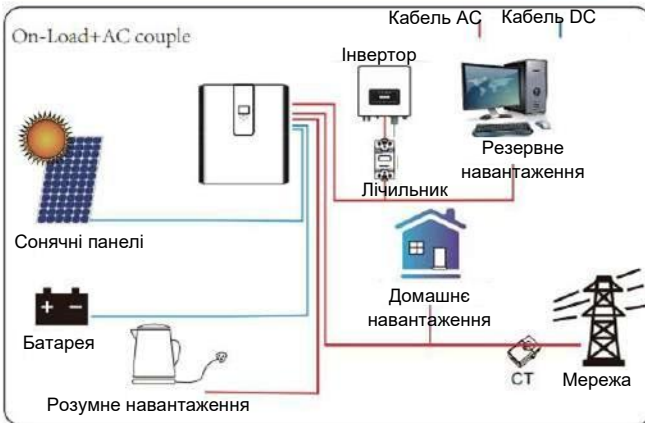 Кабель AC
Кабель DC
On-Load+AC couple
Інвертор
Резервне
навантаження
Лічильник
Сонячні панелі
Домашнє
навантаження
Батарея
СТ
Мережа
Розумне навантаження